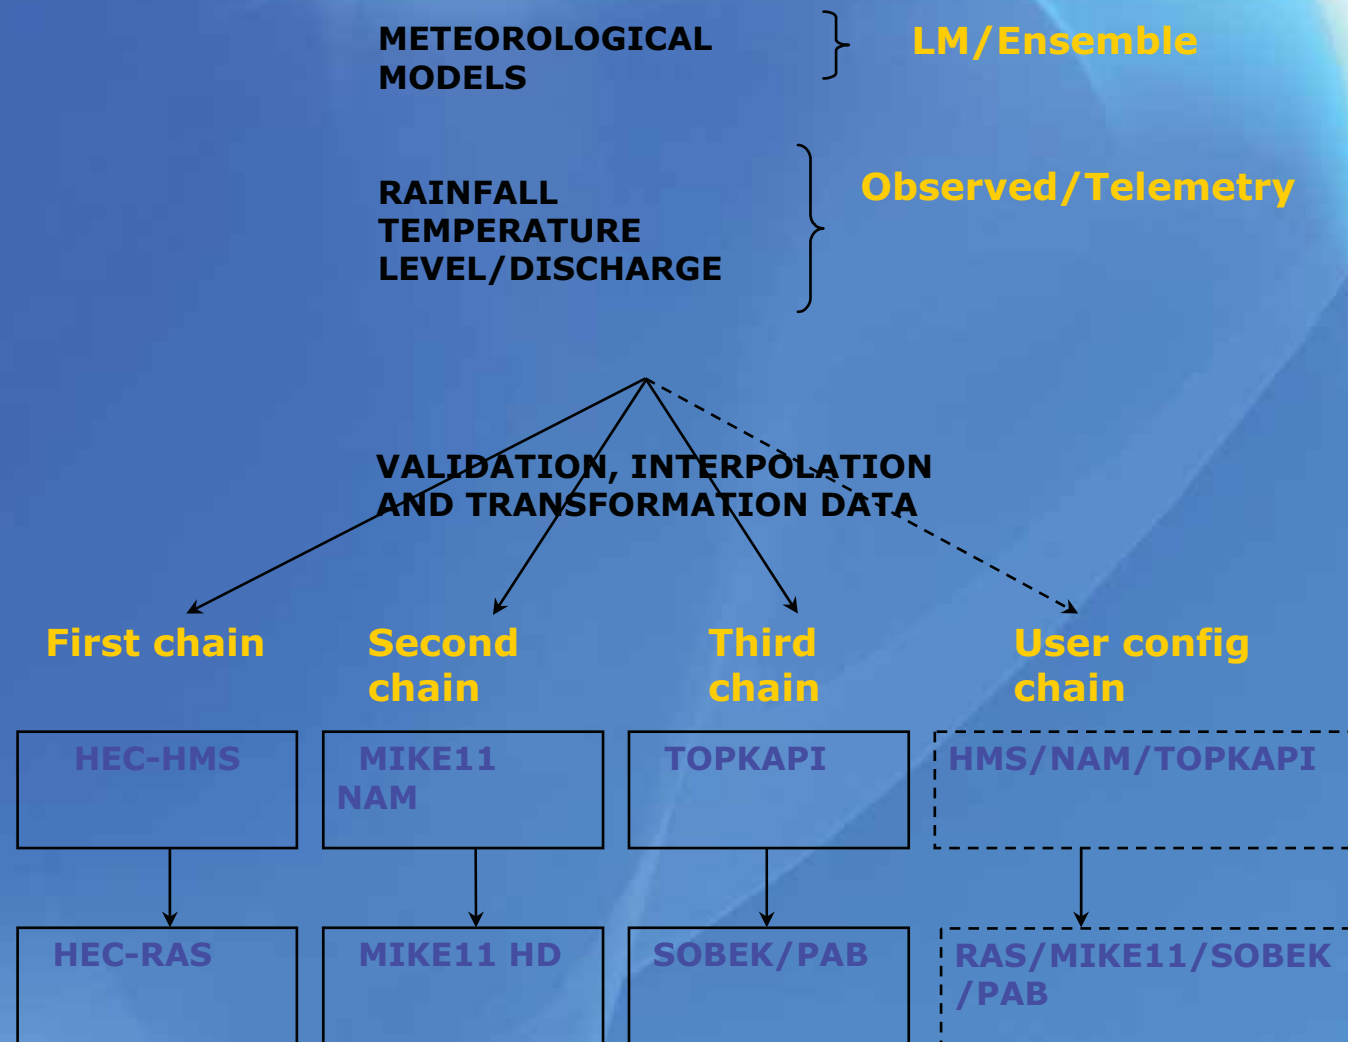 METEOROLOGICAL
MODELS
LM/Ensemble
RAINFALL
TEMPERATURE
LEVEL/DISCHARGE
Observed/Telemetry
VALIDATION, INTERPOLATION
AND TRANSFORMATION DATA
First chain
Second
chain
Third
chain
User config
chain
HEC-HMS
MIKE11
NAM
TOPKAPI
HMS/NAM/TOPKAPI
HEC-RAS
MIKE11 HD
SOBEK/PAB
RAS/MIKE11/SOBEK
/PAB